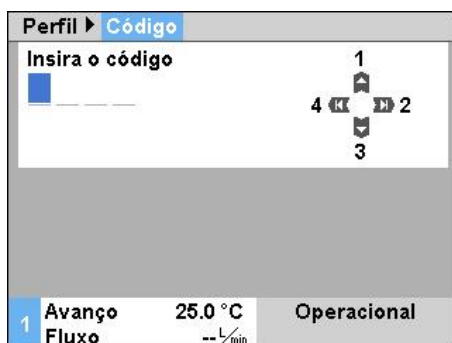 Perfil ▶ Código
Insira o código
1
4 2
3
1 Avanço 25.0 °C Operacional
Fluxo -- L/min